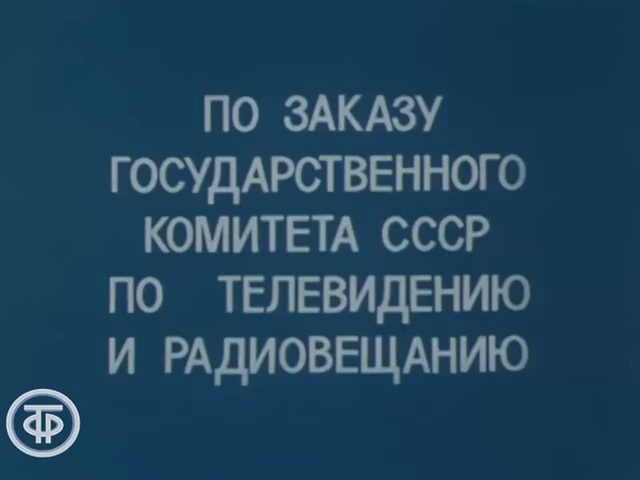 ПО ЗАКАЗУ
ГОСУДАРСТВЕННОГО
КОМИТЕТА СССР
ПО ТЕЛЕВИДЕНИЮ
И РАДИОВЕЩАНИЮ